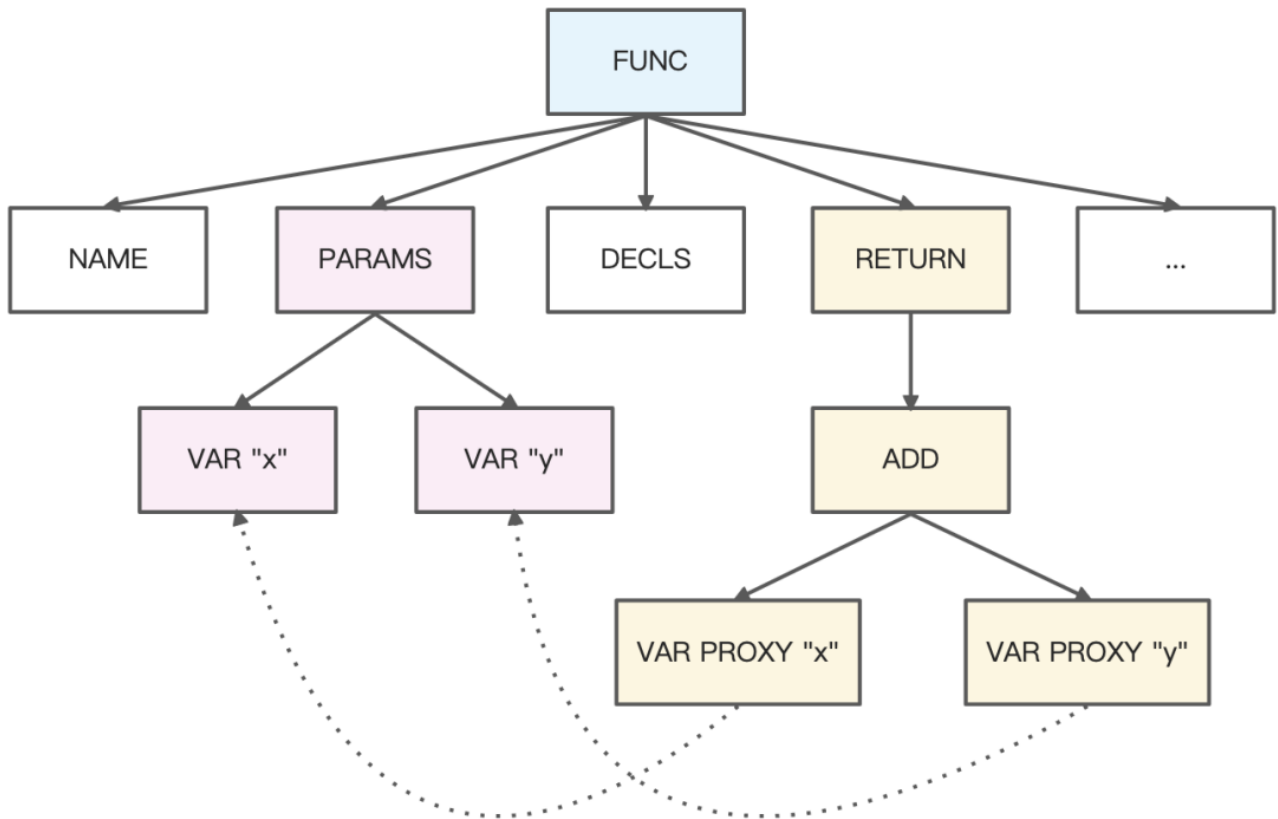 FUNC
NAME
PARAMS
DECLS
RETURN
...
VAR "x"
VAR "y"
ADD
VAR PROXY "x"
VAR PROXY "y"